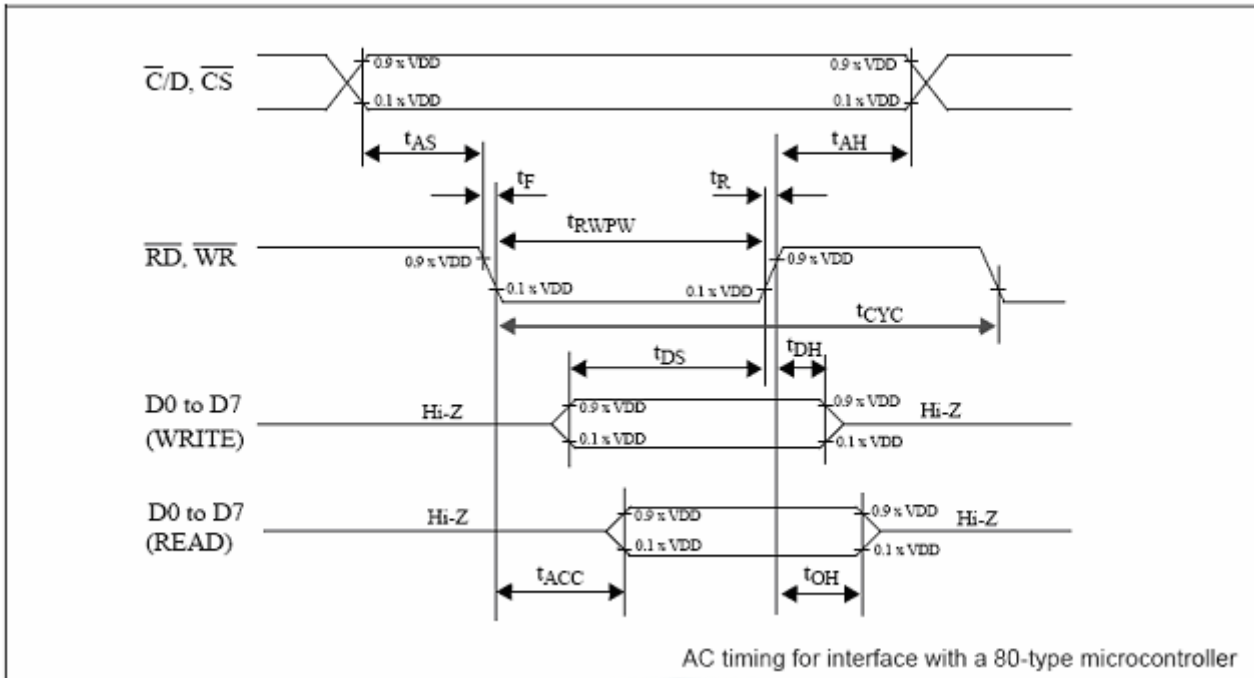 C̅/D, C̅S̅
0.9 x VDD 0.9 x VDD
0.1 x VDD 0.1 x VDD
tAS tAH
tF tR
tRWPW
R̅D̅, W̅R̅
0.9 x VDD 0.9 x VDD
0.1 x VDD 0.1 x VDD
tCYC
tDS tDH
D0 to D7
(WRITE)
Hi-Z 0.9 x VDD 0.9 x VDD Hi-Z
0.1 x VDD 0.1 x VDD
D0 to D7
(READ)
Hi-Z 0.9 x VDD 0.9 x VDD Hi-Z
0.1 x VDD 0.1 x VDD
tACC tOH
AC timing for interface with a 80-type microcontroller